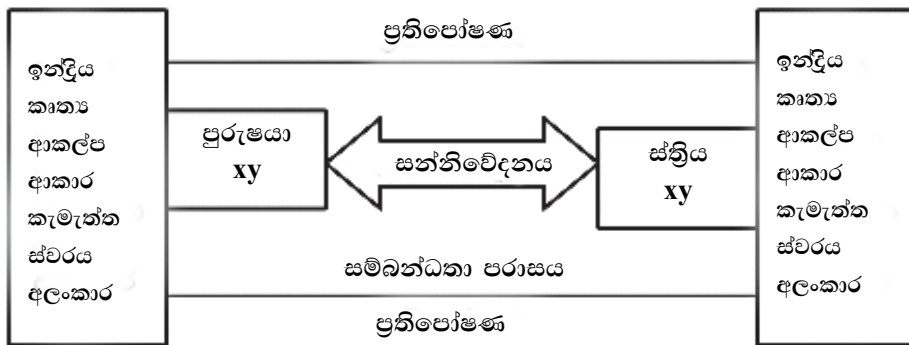 ප්‍රතිපෝෂණ
ඉන්ද්‍රිය
කෘත්‍ය
ආකල්ප
ආකාර
කැමැත්ත
ස්වරය
අලංකාර
පුරුෂයා
xy
සන්නිවේදනය
ස්ත්‍රිය
xy
ඉන්ද්‍රිය
කෘත්‍ය
ආකල්ප
ආකාර
කැමැත්ත
ස්වරය
අලංකාර
සම්බන්ධතා පරාසය
ප්‍රතිපෝෂණ